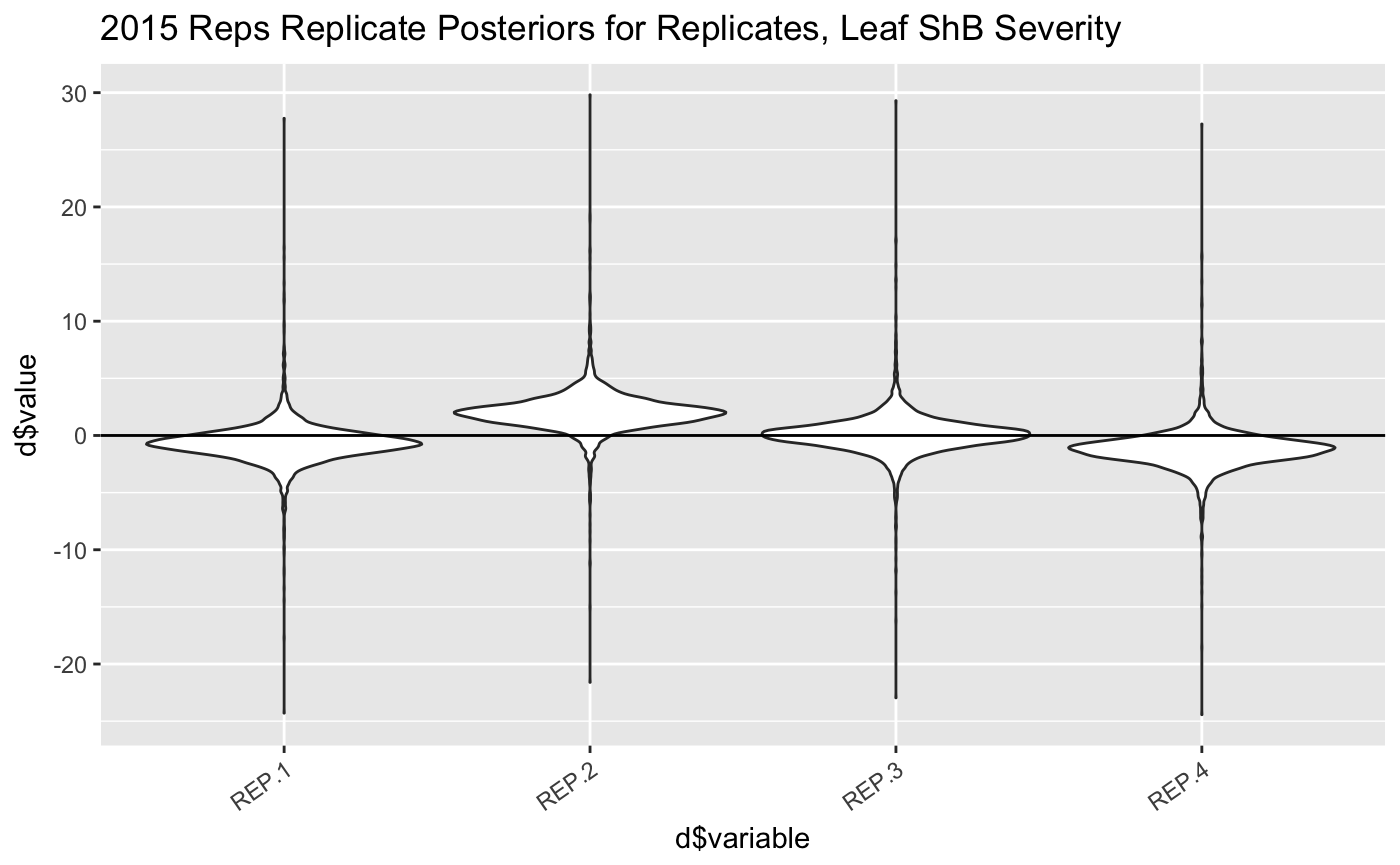 2015 Reps Replicate Posteriors for Replicates, Leaf ShB Severity
30
20
10
0
-10
-20
d$value
REP.1
REP.2
REP.3
REP.4
d$variable